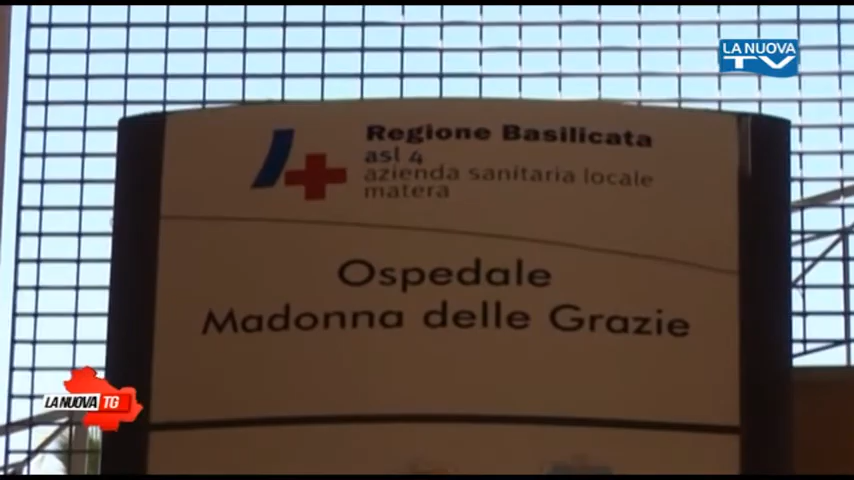 LA NUOVA
TV
Regione Basilicata
asl 4
azienda sanitaria locale
matera
Ospedale
Madonna delle Grazie
LA NUOVA TG